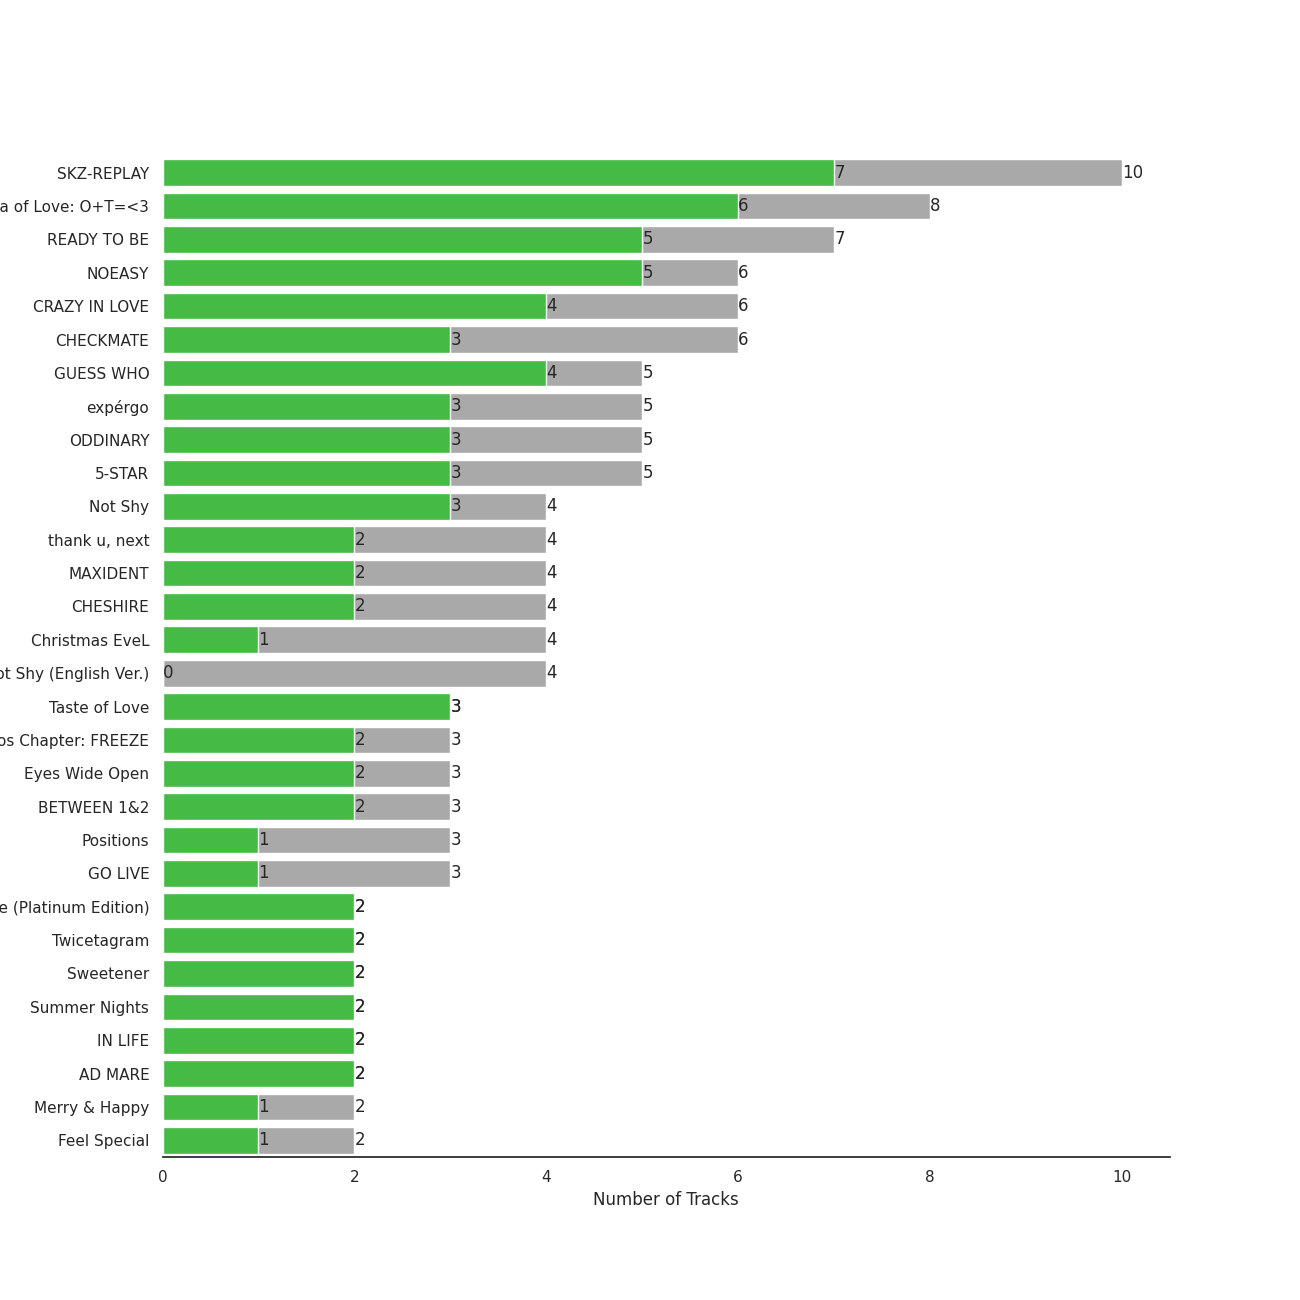 SKZ-REPLAY 7 10
a of Love: O+T=<3 6 8
READY TO BE 5 7
NOEASY 5 6
CRAZY IN LOVE 4 6
CHECKMATE 3 6
GUESS WHO 4 5
expérgo 3 5
ODDINARY 3 5
5-STAR 3 5
Not Shy 3 4
thank u, next 2 4
MAXIDENT 2 4
CHESHIRE 2 4
Christmas EveL 1 4
ot Shy (English Ver.) 0 4
Taste of Love 3
os Chapter: FREEZE 2 3
Eyes Wide Open 2 3
BETWEEN 1&2 2 3
Positions 1 3
GO LIVE 1 3
e (Platinum Edition) 2
Twicetagram 2
Sweetener 2
Summer Nights 2
IN LIFE 2
AD MARE 2
Merry & Happy 1 2
Feel Special 1 2
0 2 4 6 8 10
Number of Tracks